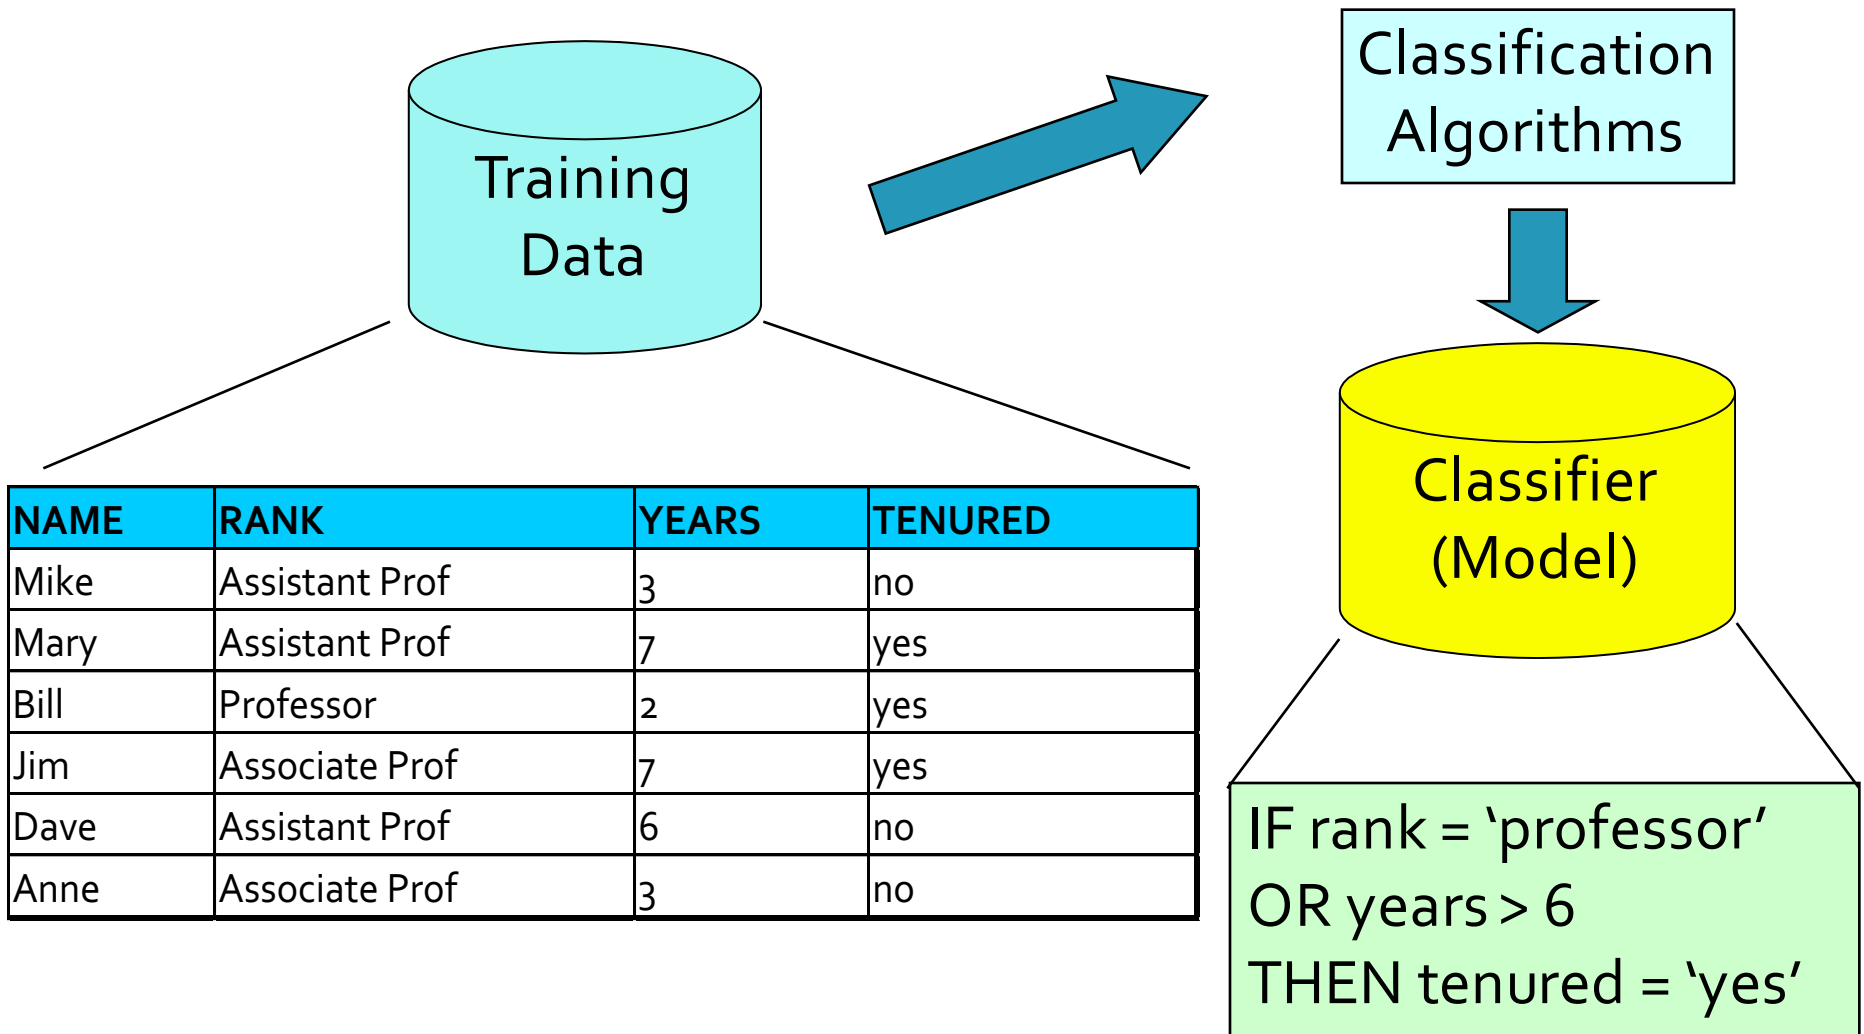 Training
Data
Classification
Algorithms
NAME RANK YEARS TENURED
Mike Assistant Prof 3 no
Mary Assistant Prof 7 yes
Bill Professor 2 yes
Jim Associate Prof 7 yes
Dave Assistant Prof 6 no
Anne Associate Prof 3 no
Classifier
(Model)
IF rank = ‘professor’
OR years > 6
THEN tenured = ‘yes’